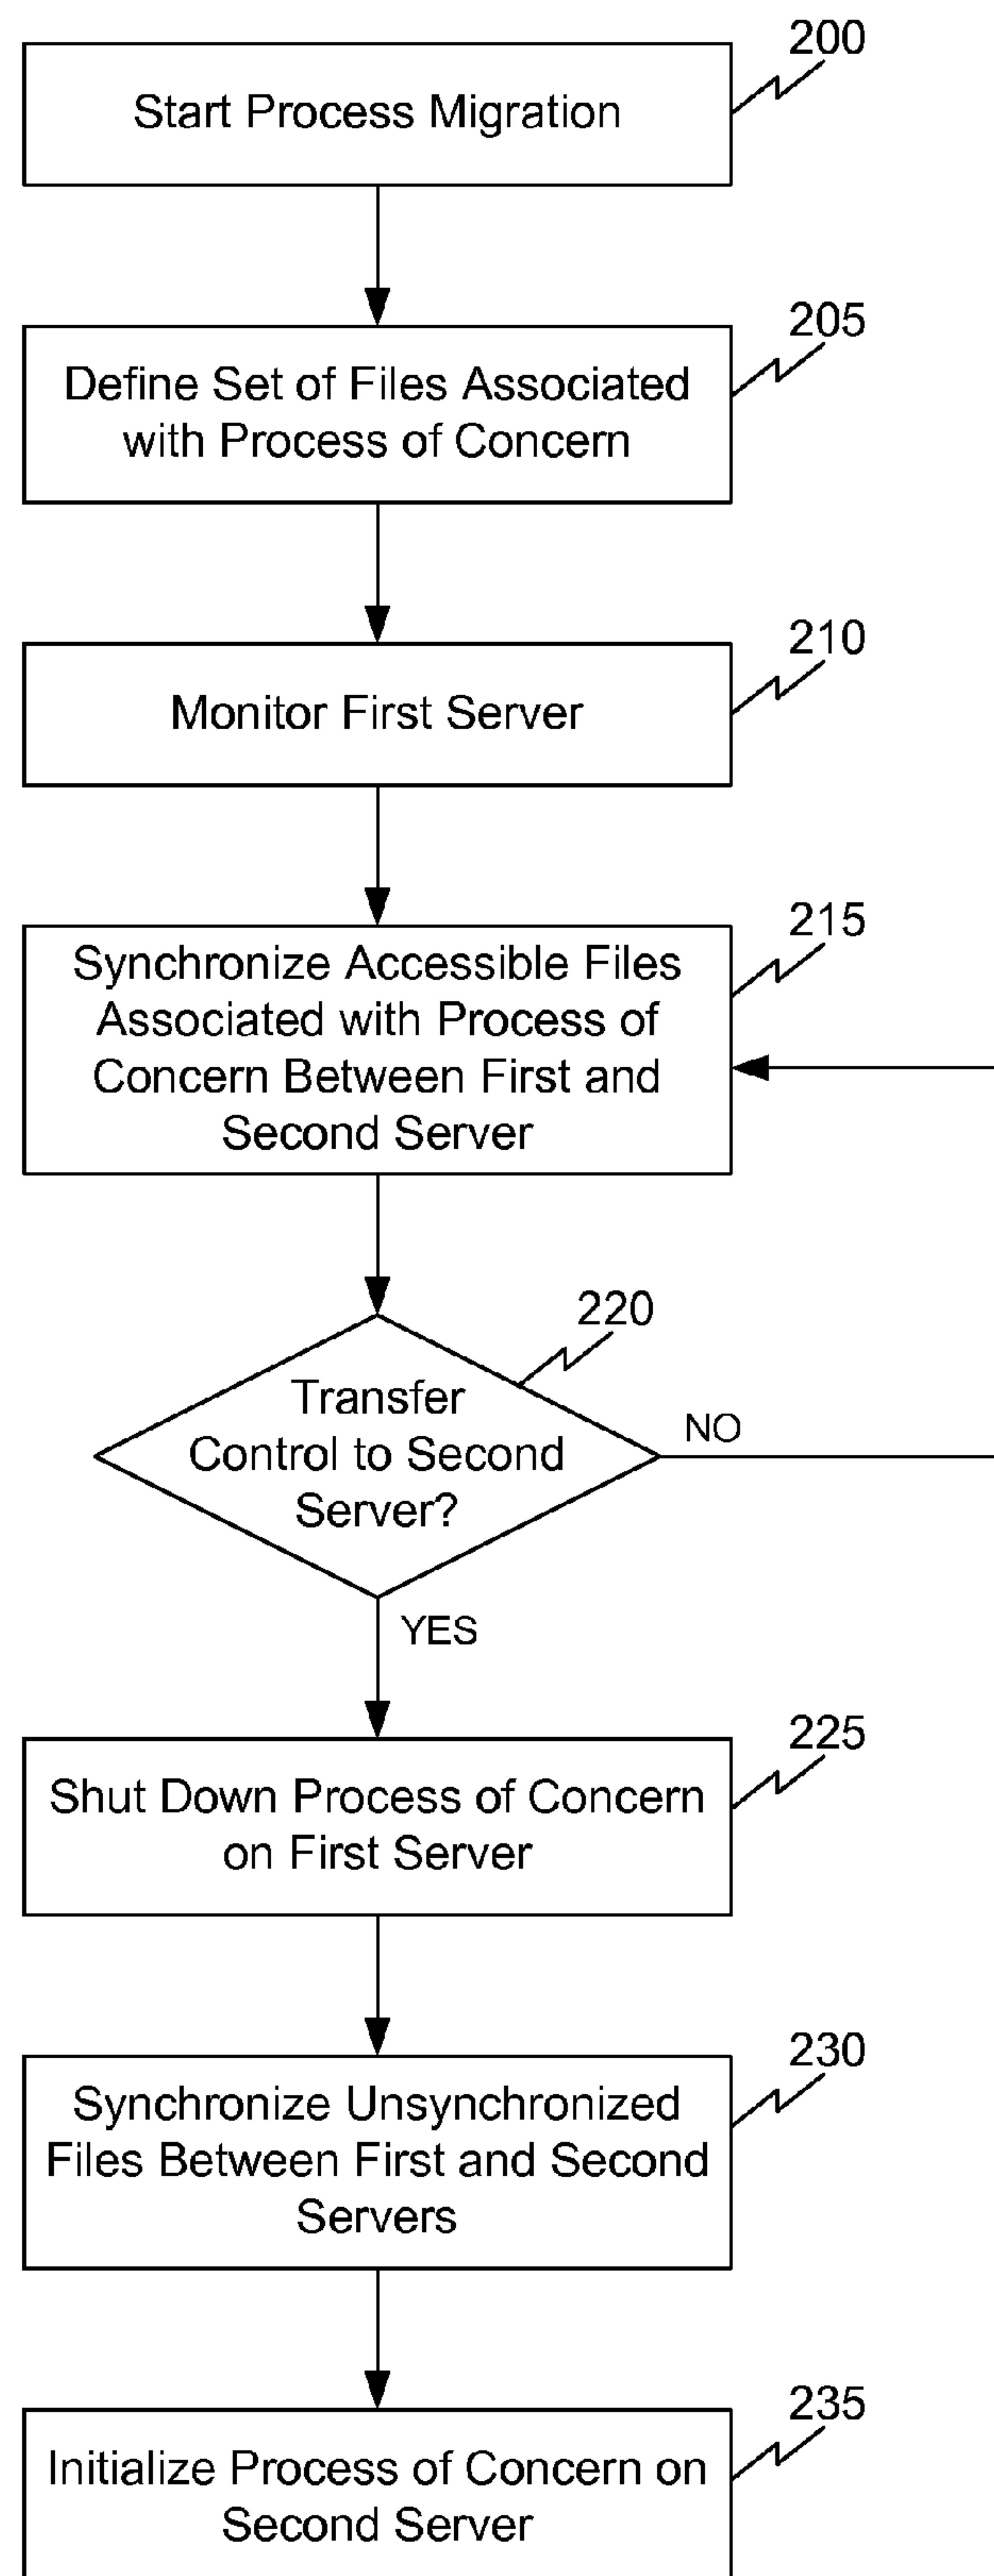 200
Start Process Migration
205
Define Set of Files Associated
with Process of Concern
210
Monitor First Server
215
Synchronize Accessible Files
Associated with Process of
Concern Between First and
Second Server
220
Transfer
Control to Second
Server?
NO
YES
225
Shut Down Process of Concern
on First Server
230
Synchronize Unsynchronized
Files Between First and Second
Servers
235
Initialize Process of Concern on
Second Server